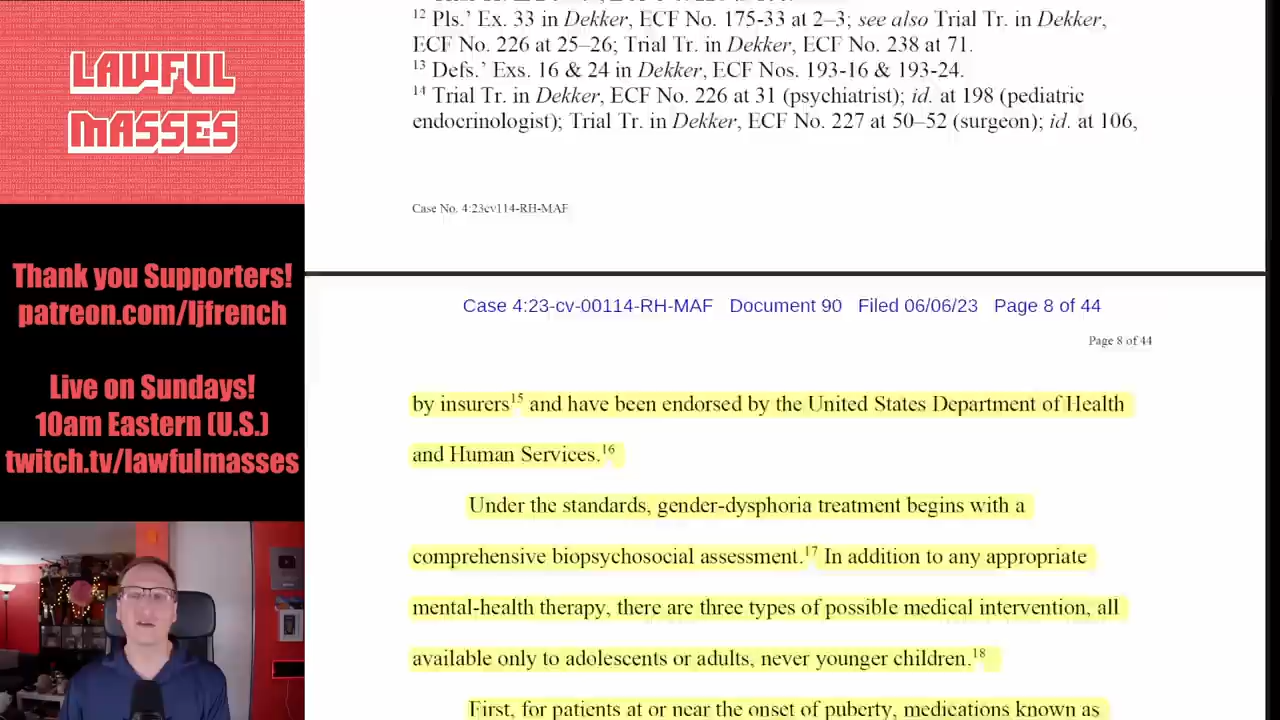 LAWFUL
MASSES
Thank you Supporters!
patreon.com/ljfrench
Live on Sundays!
10am Eastern (U.S.)
twitch.tv/lawfulmasses
12 Pls.’ Ex. 33 in Dekker, ECF No. 175-33 at 2–3; see also Trial Tr. in Dekker,
ECF No. 226 at 25–26; Trial Tr. in Dekker, ECF No. 238 at 71.
13 Defs.’ Exs. 16 & 24 in Dekker, ECF Nos. 193-16 & 193-24.
14 Trial Tr. in Dekker, ECF No. 226 at 31 (psychiatrist); id. at 198 (pediatric
endocrinologist); Trial Tr. in Dekker, ECF No. 227 at 50–52 (surgeon); id. at 106,
Case No. 4:23cv114-RH-MAF
Case 4:23-cv-00114-RH-MAF Document 90 Filed 06/06/23 Page 8 of 44
Page 8 of 44
by insurers15 and have been endorsed by the United States Department of Health
and Human Services.16
Under the standards, gender-dysphoria treatment begins with a
comprehensive biopsychosocial assessment.17 In addition to any appropriate
mental-health therapy, there are three types of possible medical intervention, all
available only to adolescents or adults, never younger children.18
First, for patients at or near the onset of puberty, medications known as